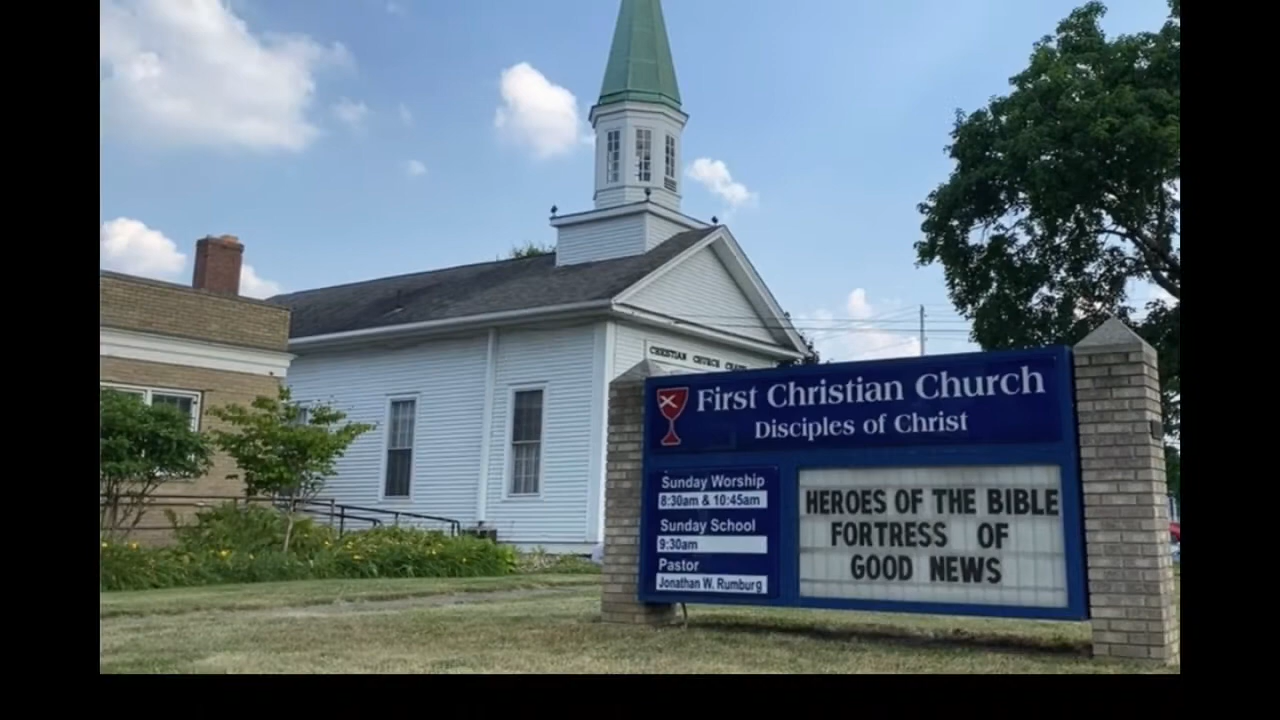 CHRISTIAN CHURCH
First Christian Church
Disciples of Christ
Sunday Worship
8:30am & 10:45am
Sunday School
9:30am
Pastor
Jonathan W. Rumburg
HEROES OF THE BIBLE
FORTRESS OF
GOOD NEWS